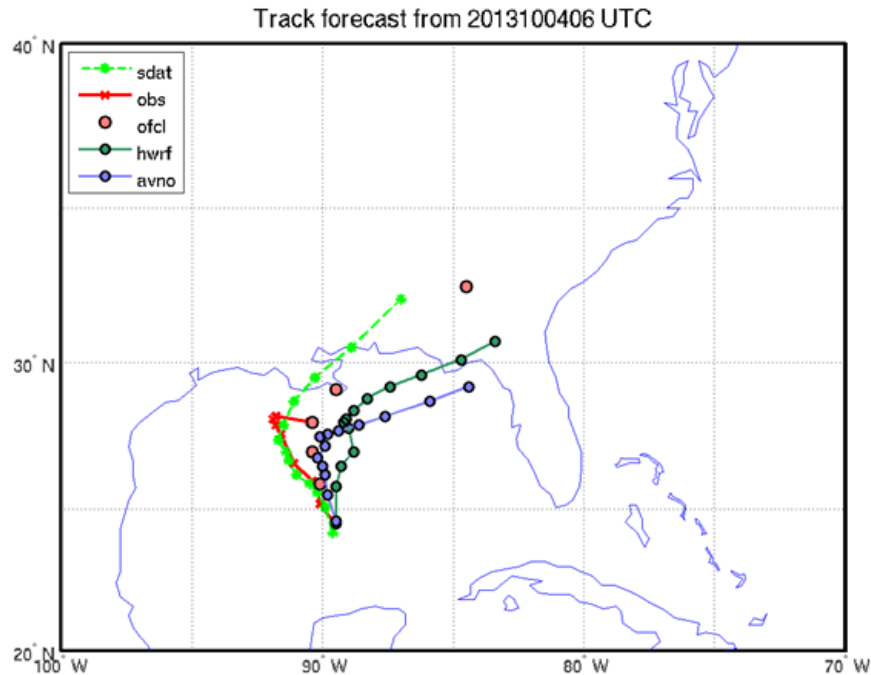 Track forecast from 2013100406 UTC
40° N
sdat
obs
ofcl
hwrf
avno
30° N
20° N
100° W
90° W
80° W
70° W